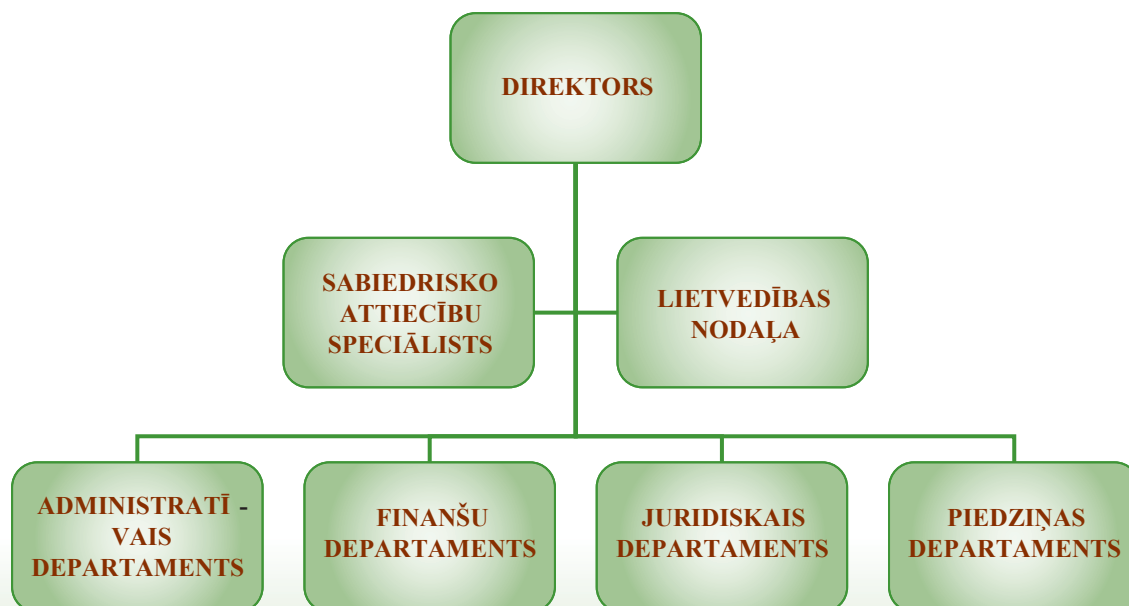 DIREKTORS
SABIEDRISKO
ATTIECĪBU
SPECIĀLISTS
LIETVEDĪBAS
NODAĻA
ADMINISTRATĪ -
VAIS
DEPARTAMENTS
FINANŠU
DEPARTAMENTS
JURIDISKAIS
DEPARTAMENTS
PIEDZIŅAS
DEPARTAMENTS